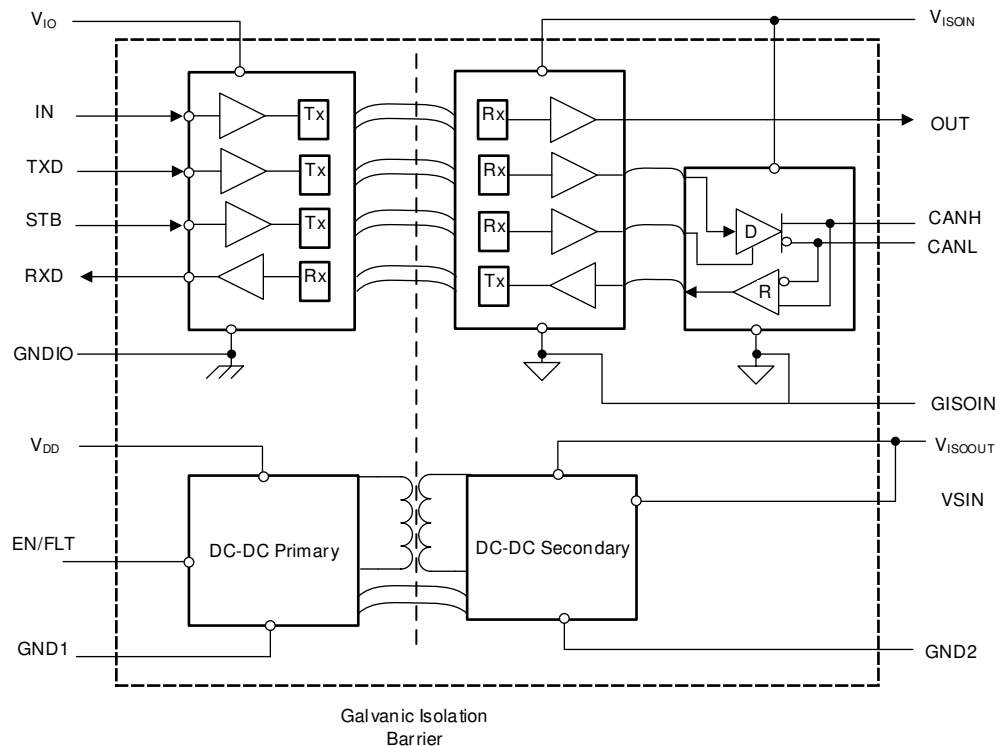 VIO
VISOIN
IN
Tx
Rx
OUT
TXD
Tx
Rx
STB
Tx
Rx
D
CANH
CANL
RXD
Rx
Tx
R
GNDIO
GISOIN
VDD
VISOOUT
VSIN
DC-DC Primary
DC-DC Secondary
EN/FLT
GND1
GND2
Galvanic Isolation
Barrier